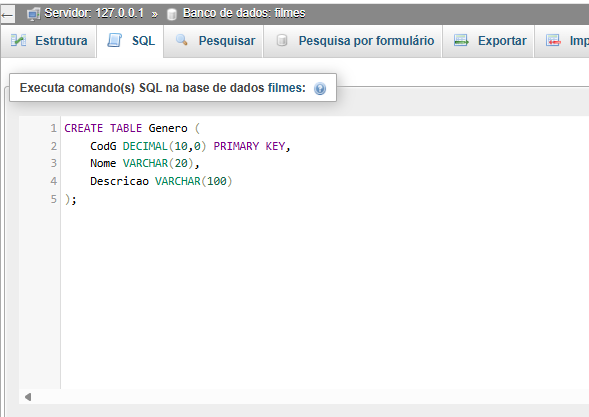 Servidor: 127.0.0.1 » Banco de dados: filmes
Estrutura SQL Pesquisar Pesquisa por formulário Exportar Imp
Executa comando(s) SQL na base de dados filmes:
1 CREATE TABLE Genero (
2 CodG DECIMAL(10,0) PRIMARY KEY,
3 Nome VARCHAR(20),
4 Descricao VARCHAR(100)
5 );